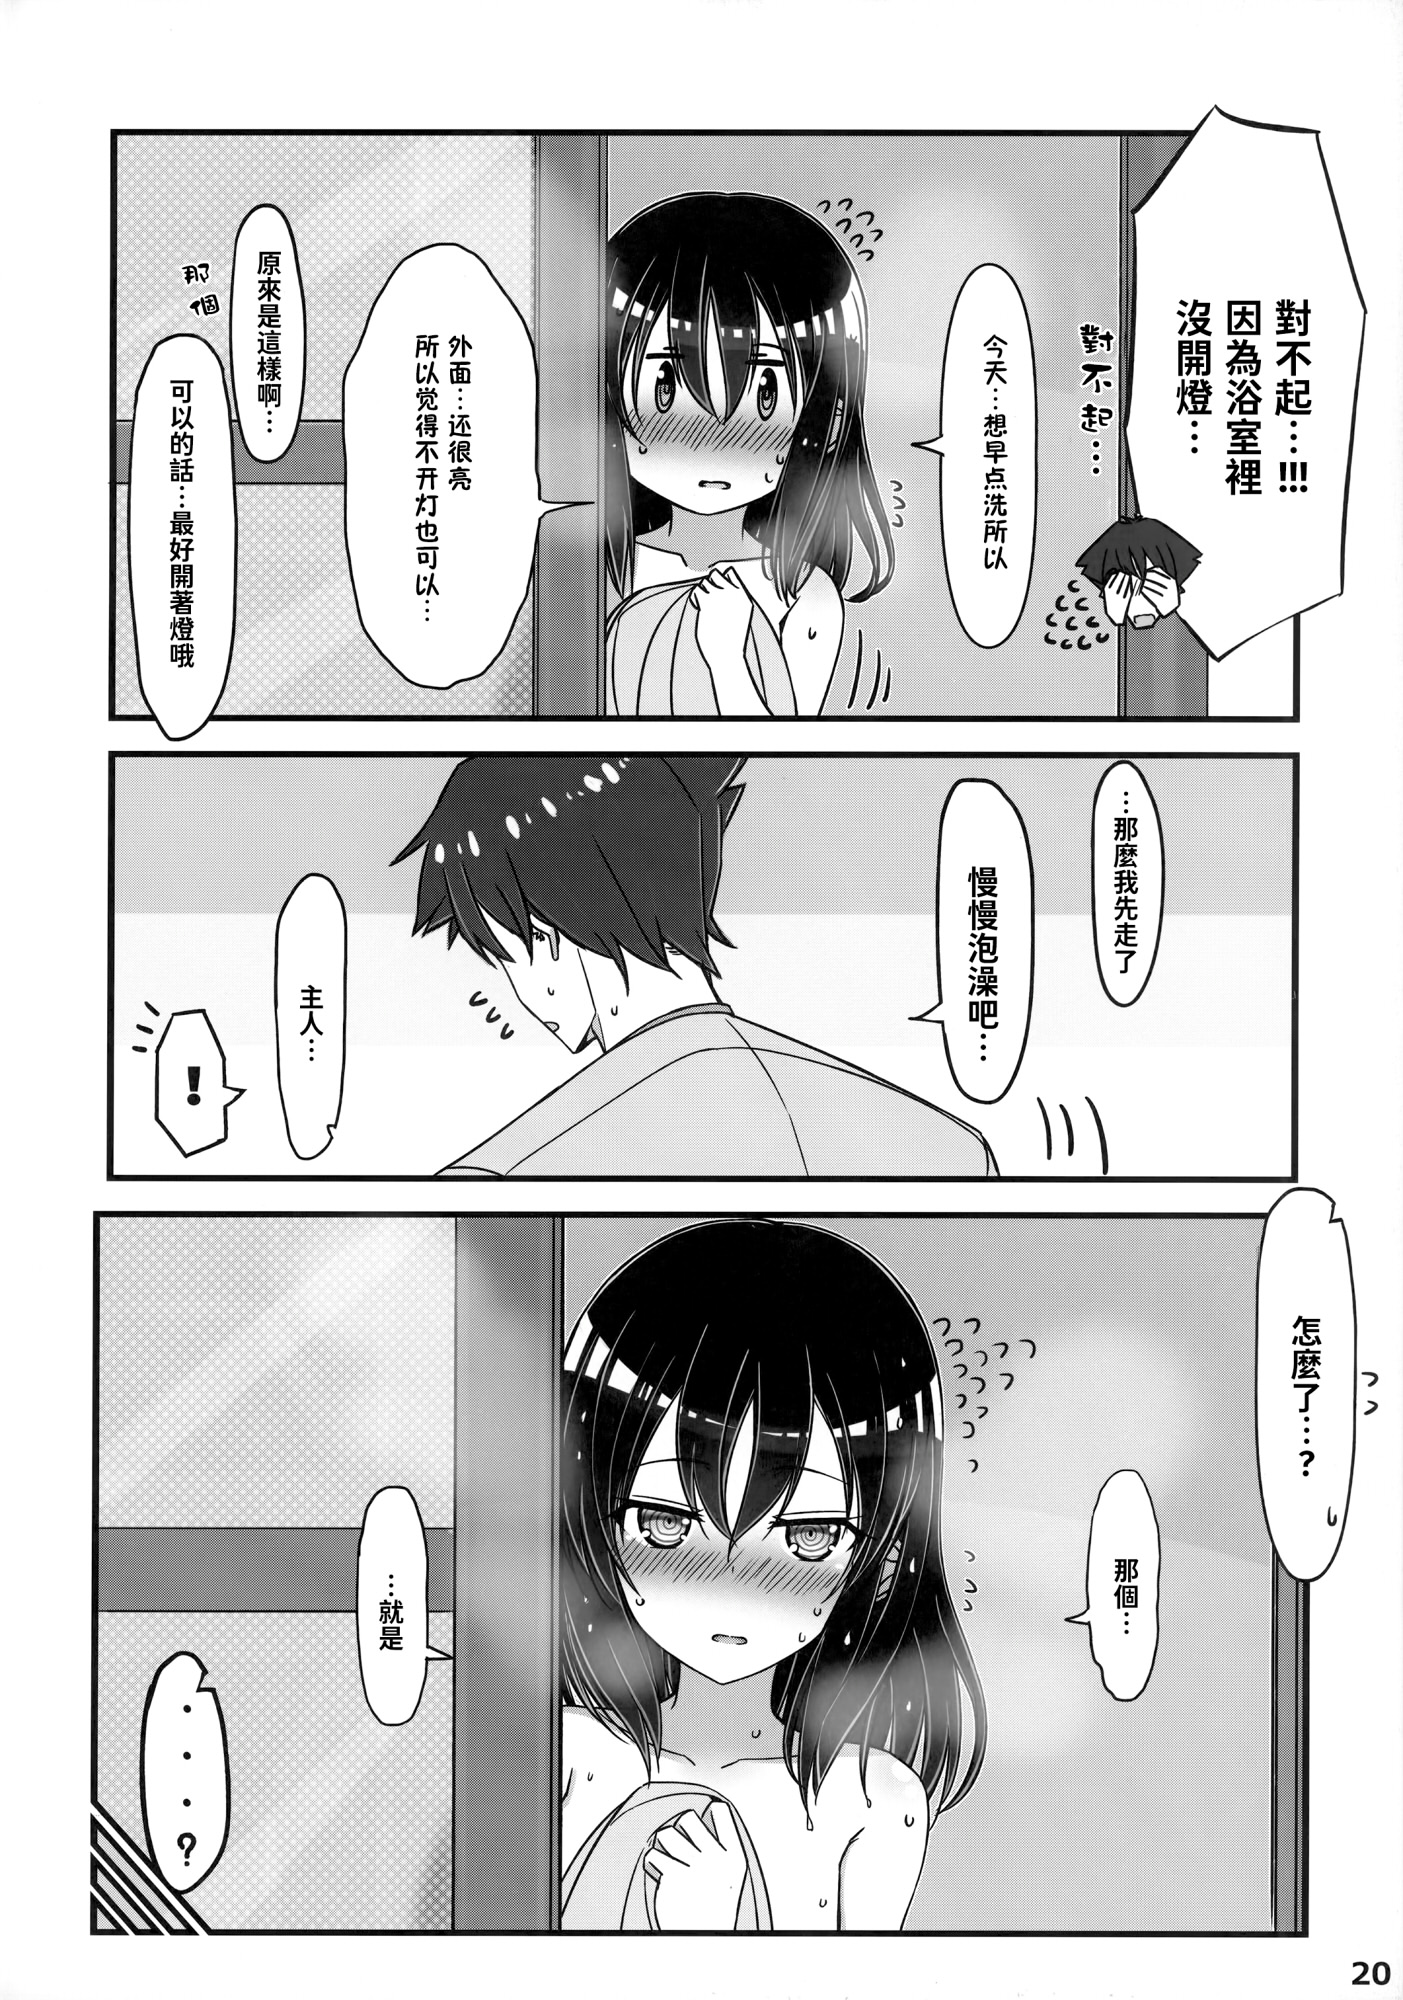 對不起…!!!
因為浴室裡
沒開燈…
對不起…
今天…想早点洗所以
外面…还很亮
所以觉得不开灯也可以…
原來是這樣啊…
那個
可以的話…最好開著燈哦
…那麼我先走了
慢慢泡澡吧…
主人…
!
怎麼了…?
那個…
…就是
....?
20